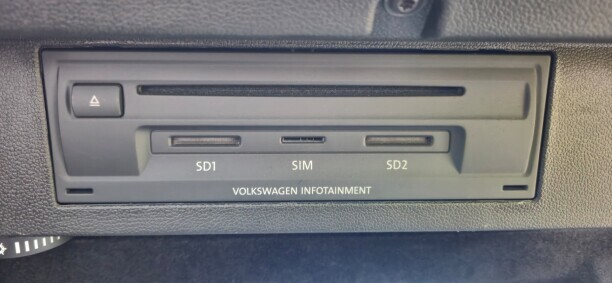 SD1 SIM SD2
VOLKSWAGEN INFOTAINMENT